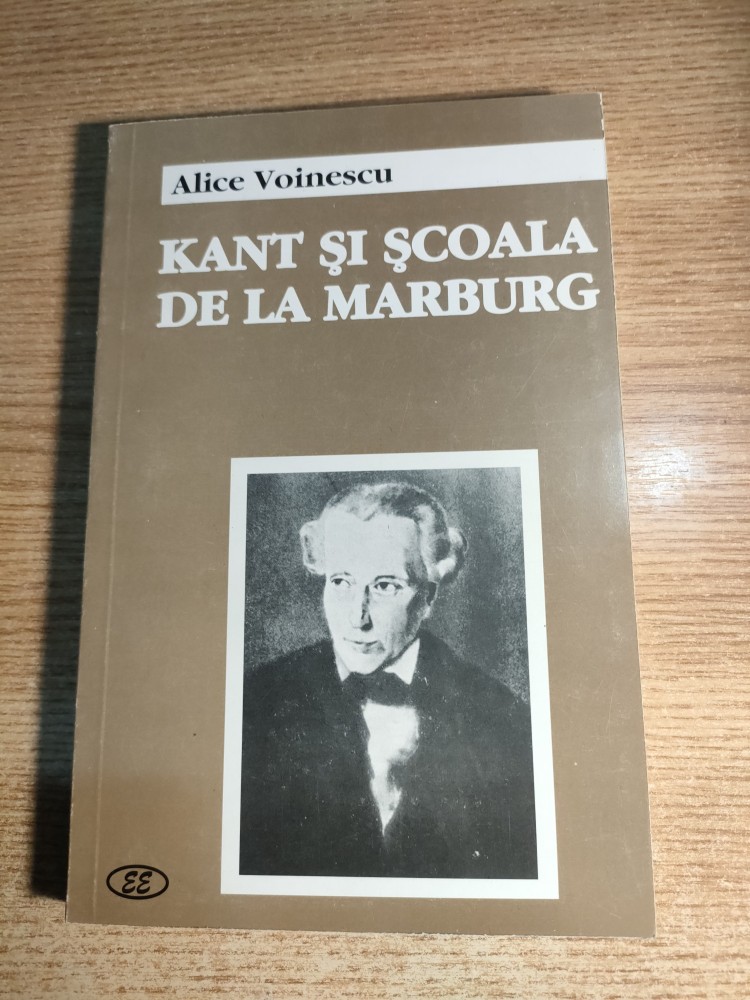 Alice Voinescu
KANT ŞI ŞCOALA
DE LA MARBURG
EE